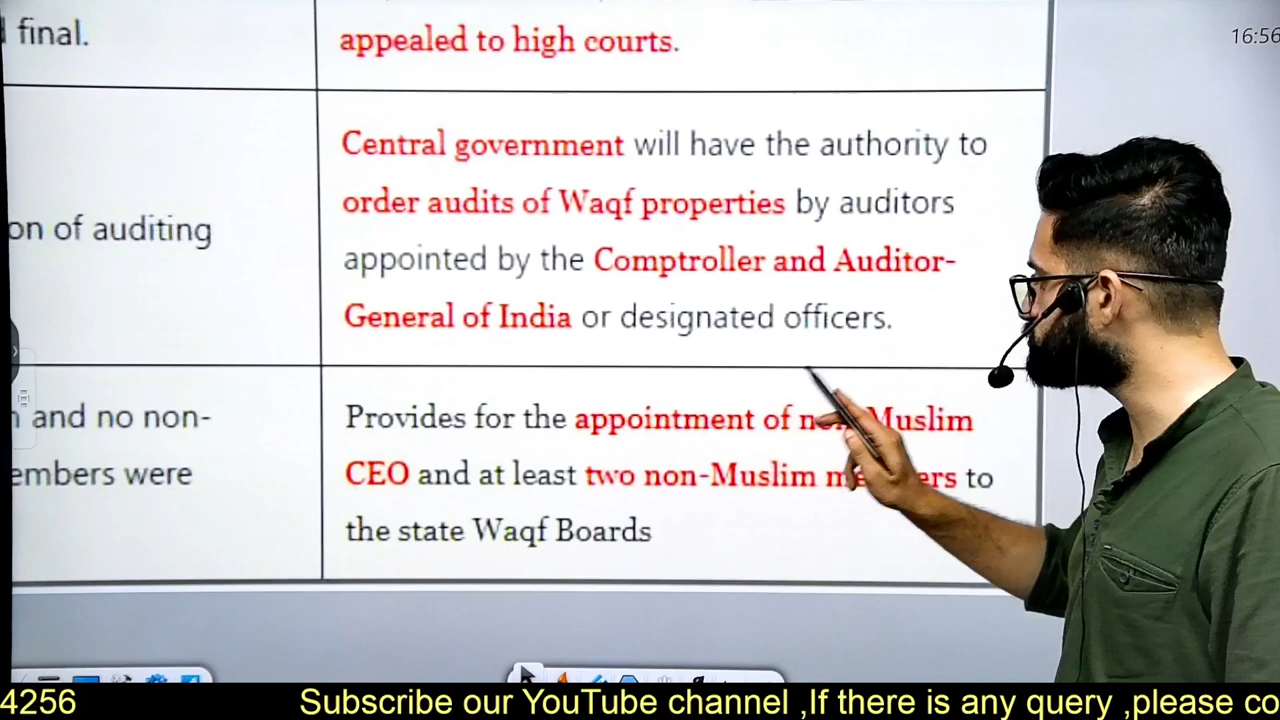 final.
appealed to high courts.
16:56
on of auditing
Central government will have the authority to
order audits of Waqf properties by auditors
appointed by the Comptroller and Auditor-
General of India or designated officers.
and no non-
embers were
Provides for the appointment of Muslim
CEO and at least two non-Muslim to
the state Waqf Boards
4256 Subscribe our YouTube channel ,If there is any query ,please co